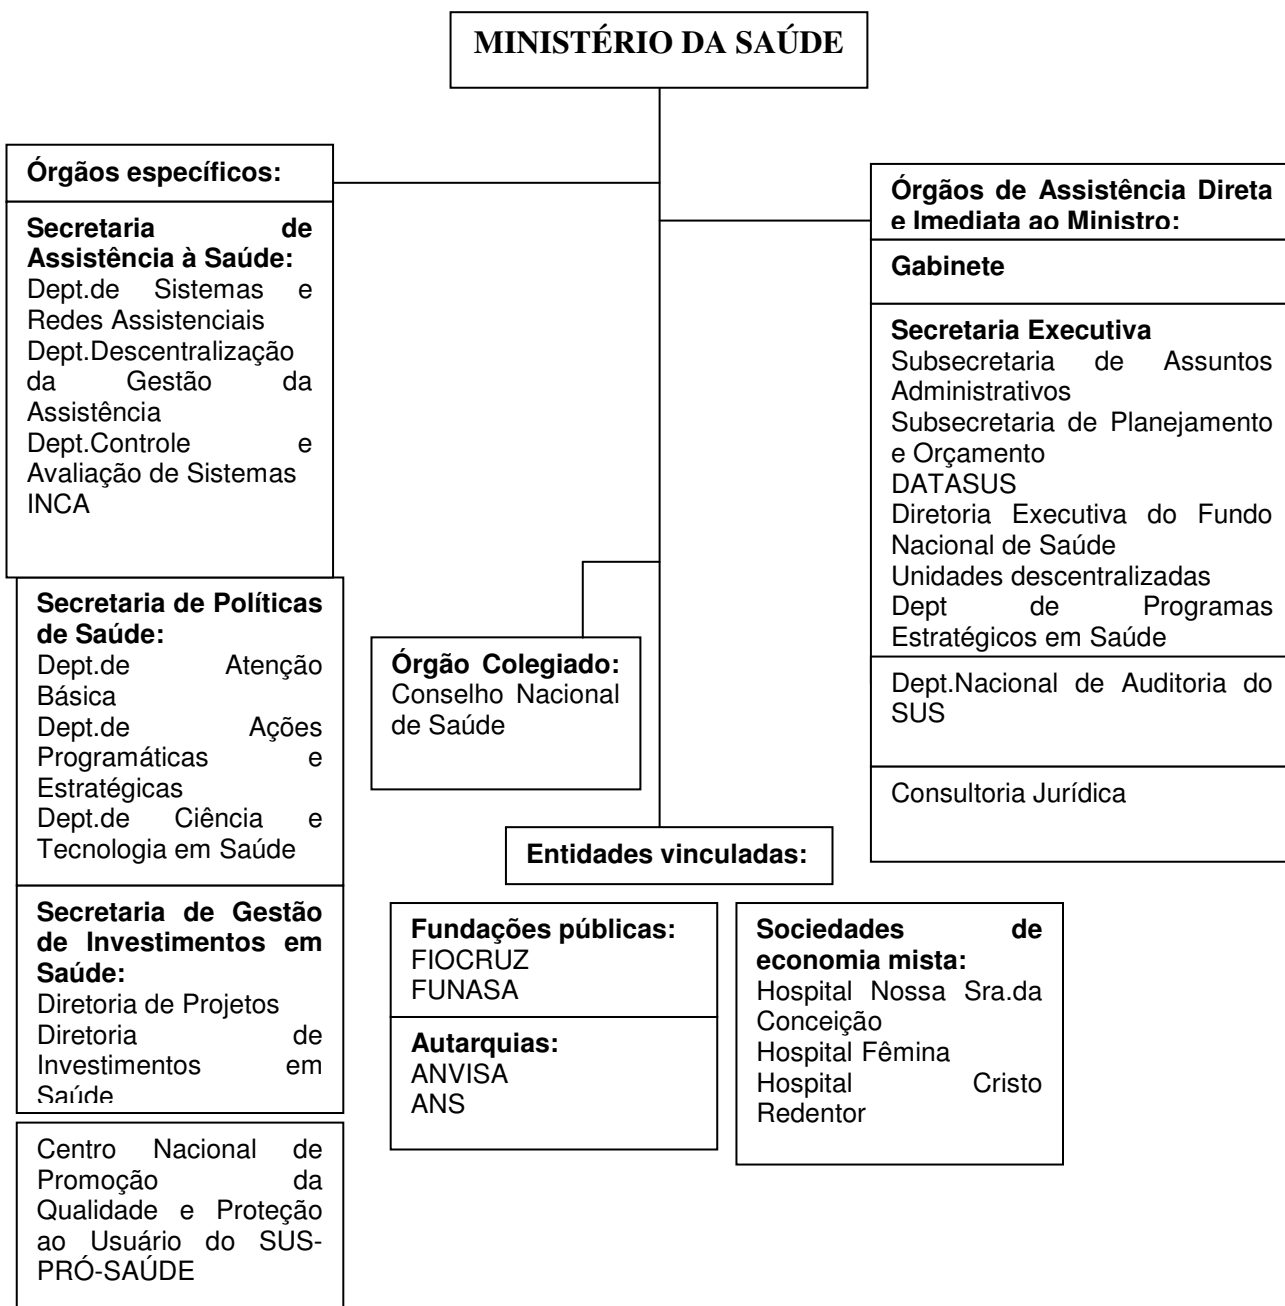 MINISTÉRIO DA SAÚDE
Órgãos específicos:
Secretaria de
Assistência à Saúde:
Dept.de Sistemas e
Redes Assistenciais
Dept.Descentralização
da Gestão da
Assistência
Dept.Controle e
Avaliação de Sistemas
INCA
Secretaria de Políticas
de Saúde:
Dept.de Atenção
Básica
Dept.de Ações
Programáticas e
Estratégicas
Dept.de Ciência e
Tecnologia em Saúde
Secretaria de Gestão
de Investimentos em
Saúde:
Diretoria de Projetos
Diretoria de
Investimentos em
Saúde
Centro Nacional de
Promoção da
Qualidade e Proteção
ao Usuário do SUS-
PRÓ-SAÚDE
Órgão Colegiado:
Conselho Nacional
de Saúde
Entidades vinculadas:
Fundações públicas:
FIOCRUZ
FUNASA
Autarquias:
ANVISA
ANS
Sociedades de
economia mista:
Hospital Nossa Sra.da
Conceição
Hospital Fêmina
Hospital Cristo
Redentor
Órgãos de Assistência Direta
e Imediata ao Ministro:
Gabinete
Secretaria Executiva
Subsecretaria de Assuntos
Administrativos
Subsecretaria de Planejamento
e Orçamento
DATASUS
Diretoria Executiva do Fundo
Nacional de Saúde
Unidades descentralizadas
Dept de Programas
Estratégicos em Saúde
Dept.Nacional de Auditoria do
SUS
Consultoria Jurídica